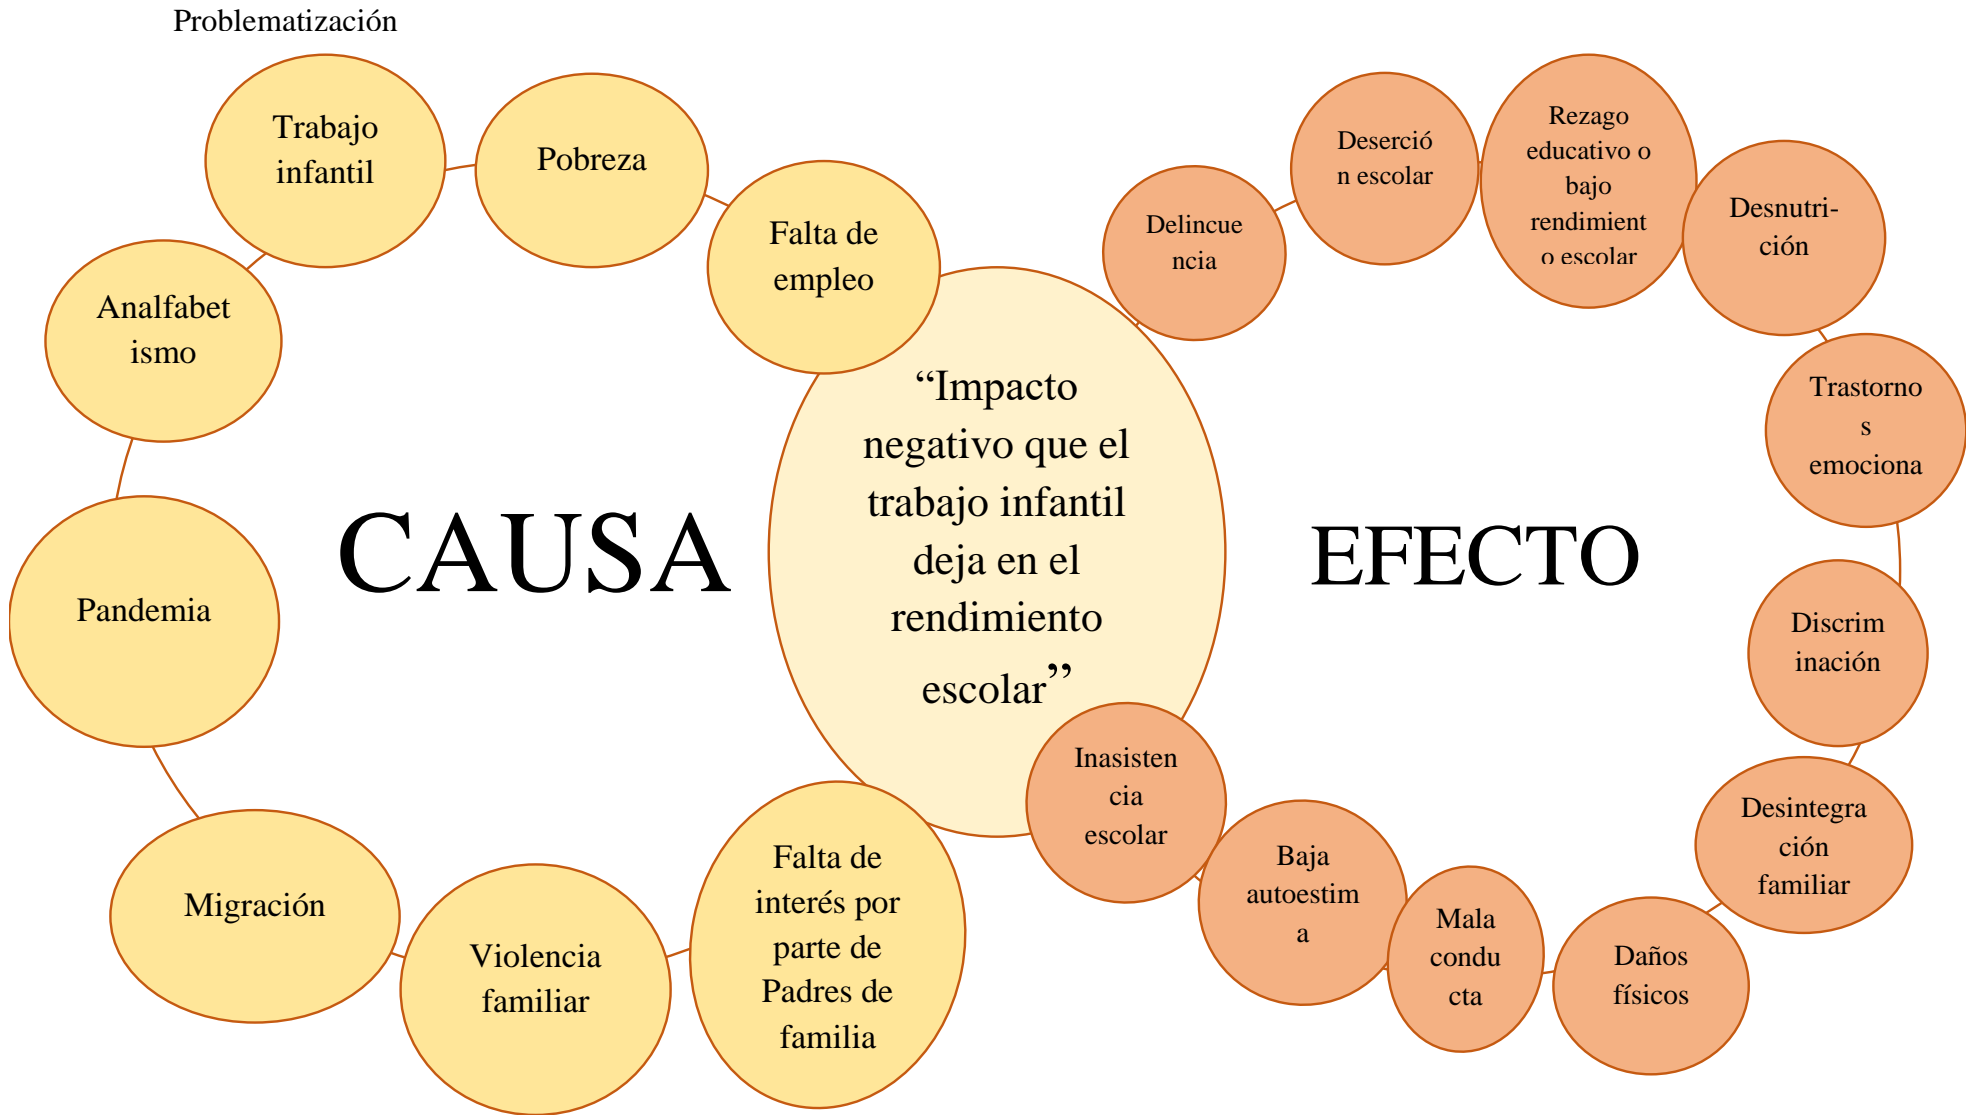 Problematización
Trabajo
infantil
Pobreza
Falta de
empleo
Analfabet
ismo
Pandemia
Migración
Violencia
familiar
Falta de
interés por
parte de
Padres de
familia
CAUSA
“Impacto
negativo que el
trabajo infantil
deja en el
rendimiento
escolar”
EFECTO
Delincue
ncia
Deserció
n escolar
Rezago
educativo o
bajo
rendimient
o escolar
Desnutri-
ción
Trastorno
s
emociona
Discrim
inación
Desintegra
ción
familiar
Daños
físicos
Mala
condu
cta
Baja
autoestim
a
Inasisten
cia
escolar